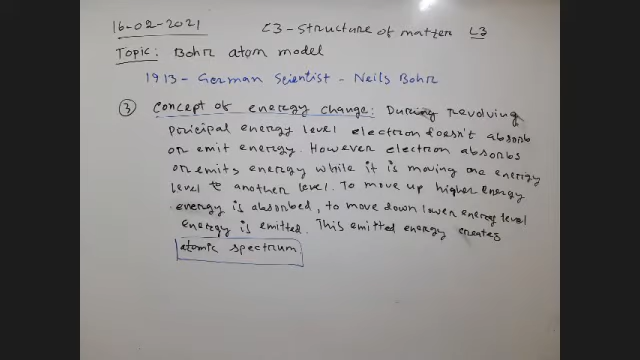 16-02-2021 C3-Structure of matter L3
Topic: Bohr atom model
1913 - German Scientist - Neils Bohr
③ Concept of energy change: During revolving
pricipal energy level electron doesn't absorb
or emit energy. However electron absorbs
or emits energy while it is moving one energy
level to another level. To move up higher energy
energy is absorbed, to move down lower energy level
energy is emitted. This emitted energy creates
atomic spectrum